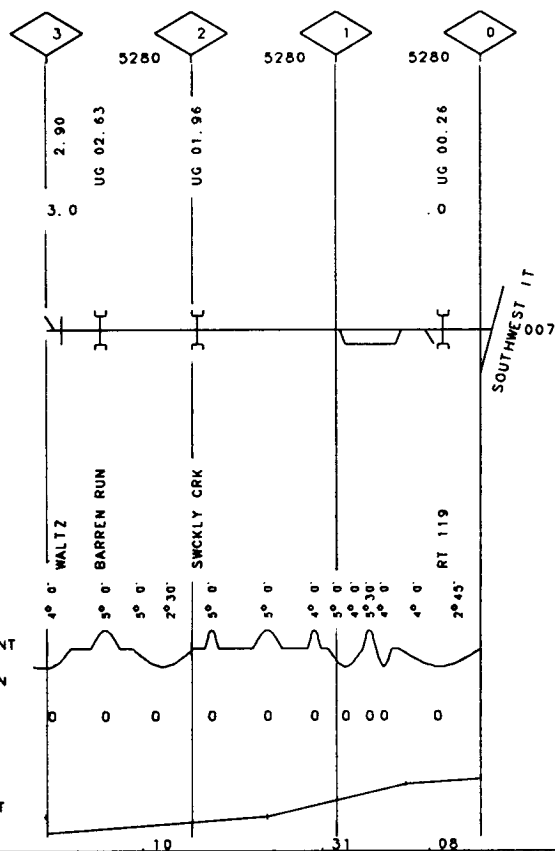 3 2 1 0
5280 5280 5280
2.90
UG 02.63
UG 01.96
UG 00.26
3.0
.0
SOUTHWEST IT
007
WALTZ
BARREN RUN
SWCKLY CRK
RT 119
4° 0' 5° 0' 5° 0' 2°30' 5° 0' 5° 0' 4° 0' 5° 0' 4° 0' 5°30' 4° 0' 4° 0' 2°45'
NT
N
0 0 0 0 0 0 0 0 0 0
T
.10 .31 .08